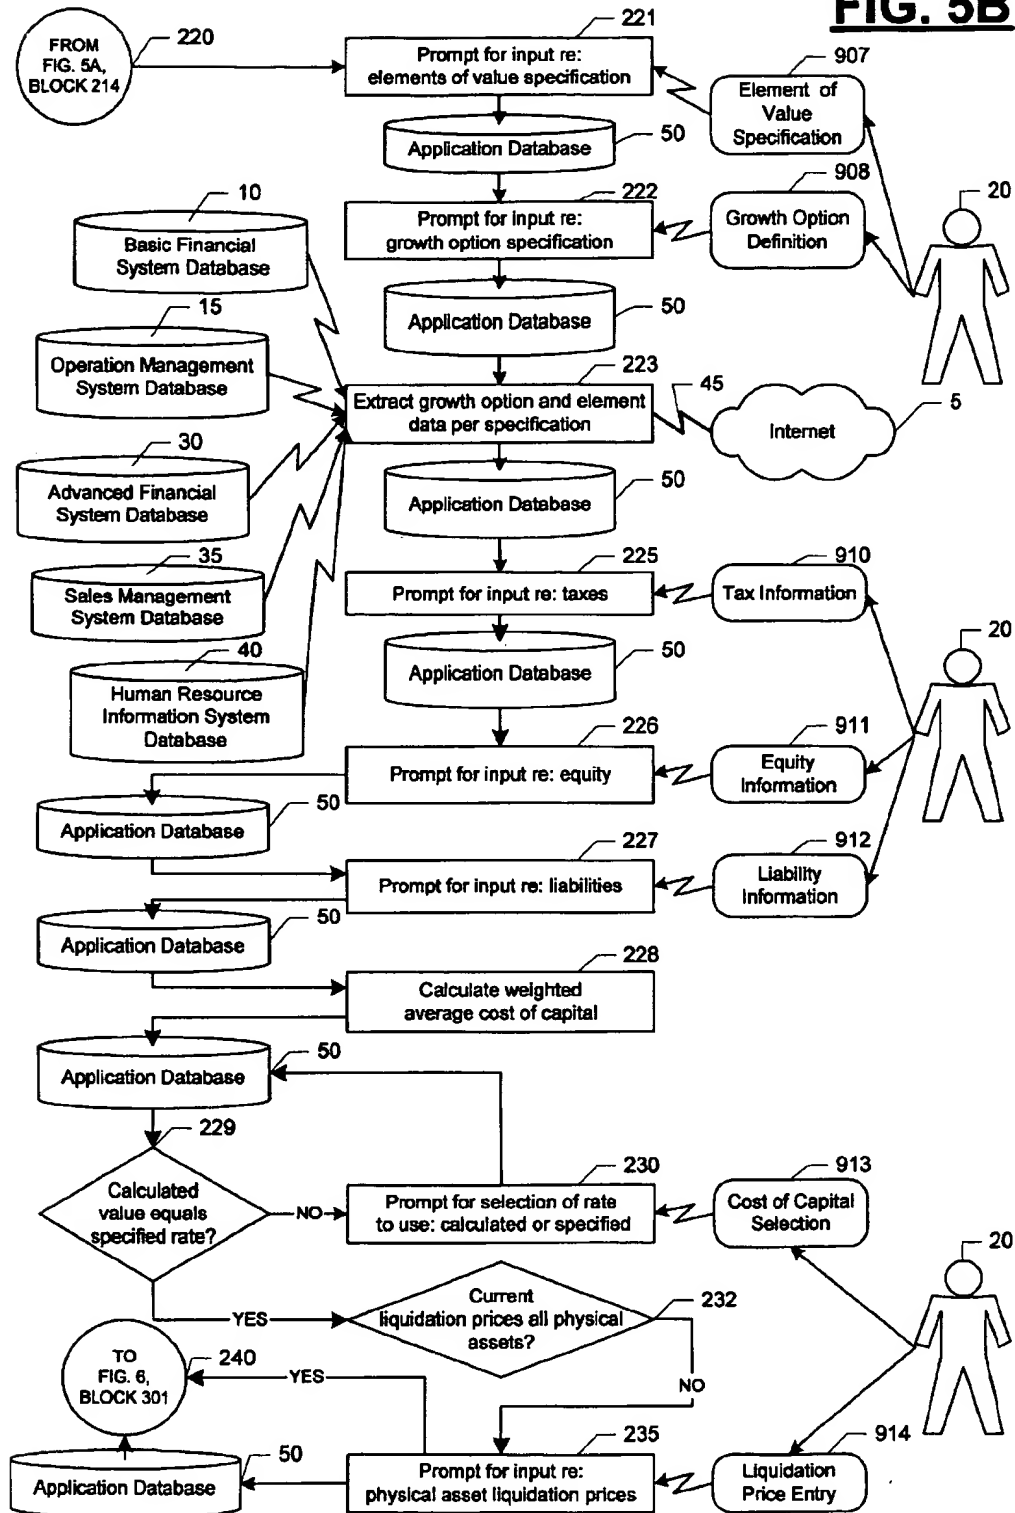 FIG. 5B
FROM
FIG. 5A,
BLOCK 214
220
221
Prompt for input re:
elements of value specification
907
Element of
Value
Specification
50
Application Database
908
Growth Option
Definition
20
222
Prompt for input re:
growth option specification
10
Basic Financial
System Database
50
Application Database
15
Operation Management
System Database
223
Extract growth option and element
data per specification
45
Internet
5
30
Advanced Financial
System Database
50
Application Database
35
Sales Management
System Database
225
Prompt for input re: taxes
910
Tax Information
20
40
Human Resource
Information System
Database
50
Application Database
226
Prompt for input re: equity
911
Equity
Information
50
Application Database
227
Prompt for input re: liabilities
912
Liability
Information
50
Application Database
228
Calculate weighted
average cost of capital
50
Application Database
229
Calculated
value equals
specified rate?
NO
230
Prompt for selection of rate
to use: calculated or specified
913
Cost of Capital
Selection
20
YES
Current
liquidation prices all physical
assets?
232
TO
FIG. 6,
BLOCK 301
240
YES
NO
50
Application Database
235
Prompt for input re:
physical asset liquidation prices
914
Liquidation
Price Entry